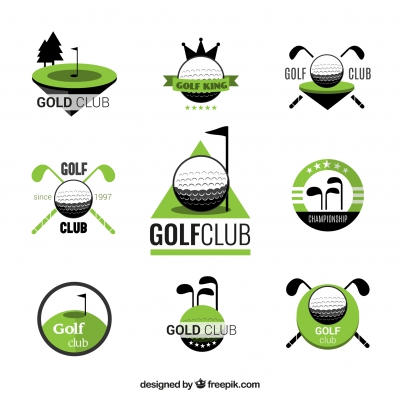 GOLD CLUB
GOLF KING
GOLF CLUB
GOLF
since 1997
CLUB
GOLFCLUB
CHAMPIONSHIP
Golf
club
GOLD CLUB
GOLF
club
designed by freepik.com